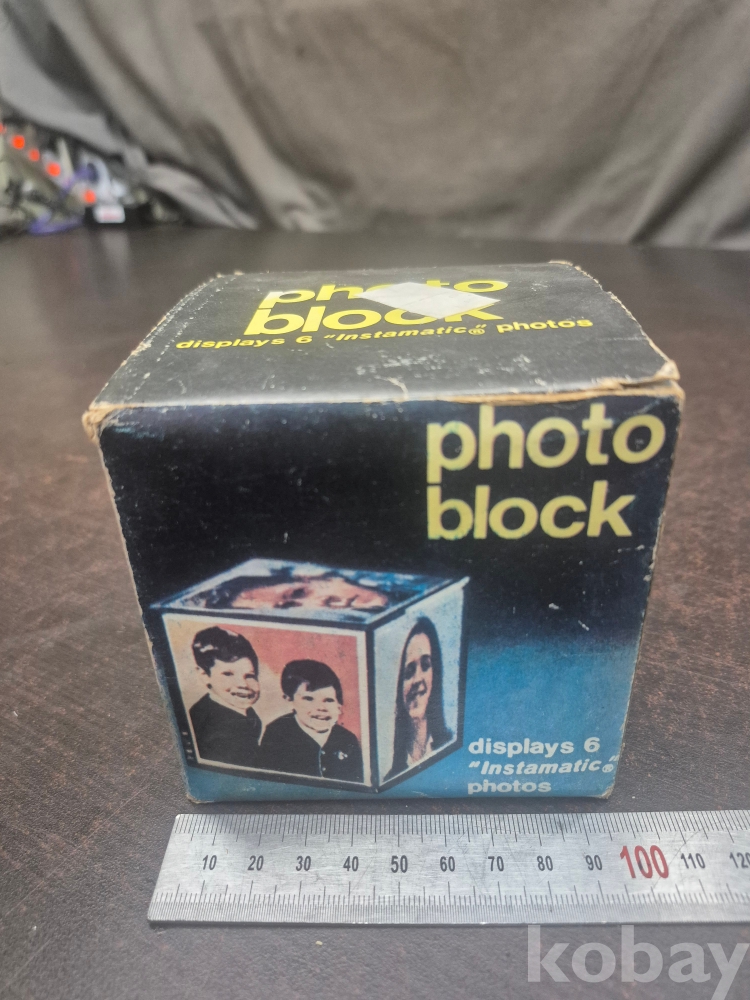 photo
block
displays 6 "Instamatic®" photos
photo
block
displays 6
"Instamatic®"
photos
10 20 30 40 50 60 70 80 90 100 110 120
kobay